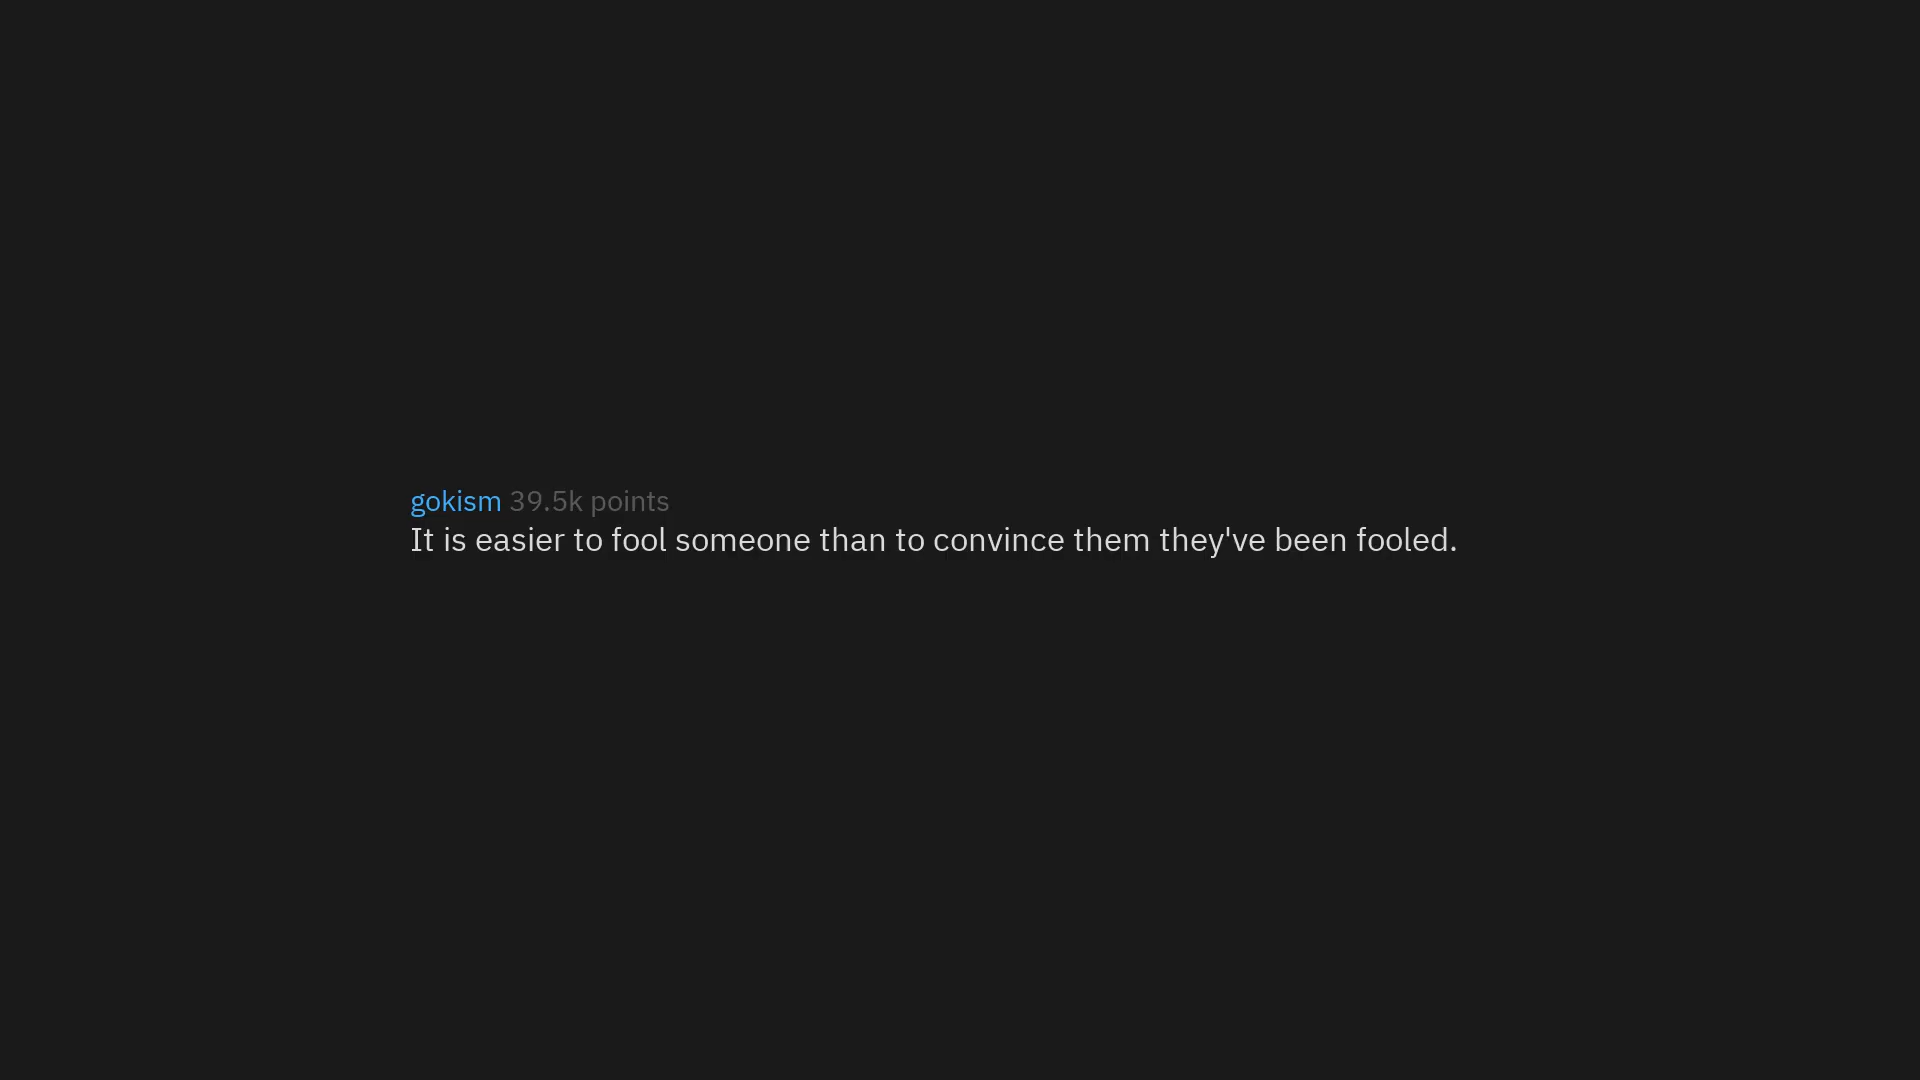 gokism 39.5k points
It is easier to fool someone than to convince them they've been fooled.